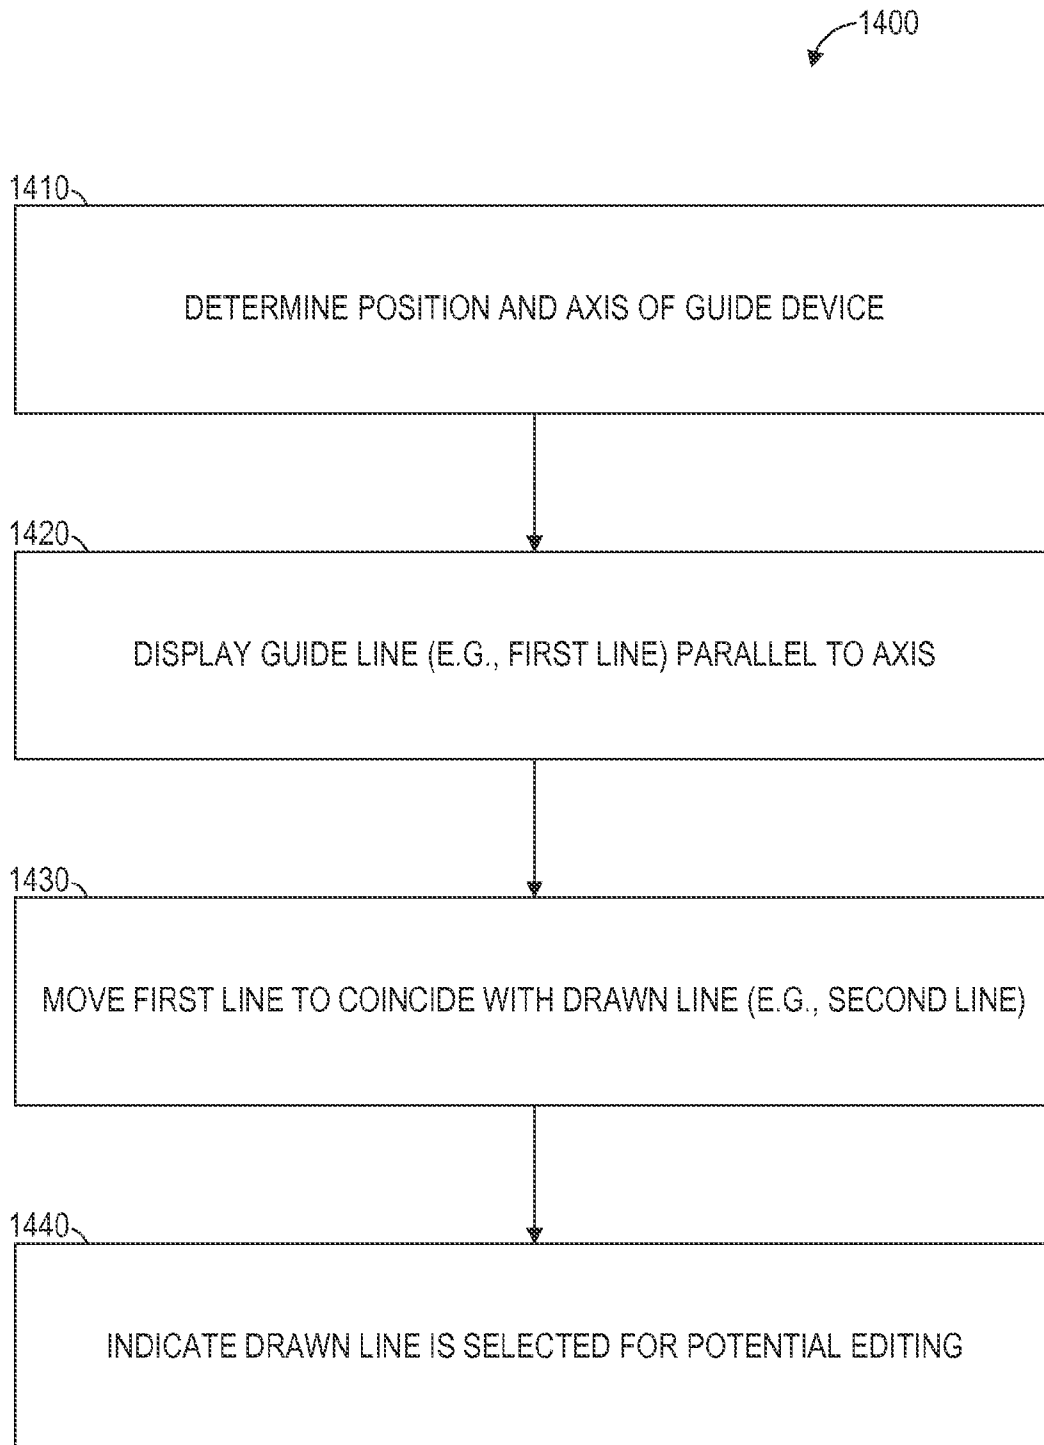 1400
1410
DETERMINE POSITION AND AXIS OF GUIDE DEVICE
1420
DISPLAY GUIDE LINE (E.G., FIRST LINE) PARALLEL TO AXIS
1430
MOVE FIRST LINE TO COINCIDE WITH DRAWN LINE (E.G., SECOND LINE)
1440
INDICATE DRAWN LINE IS SELECTED FOR POTENTIAL EDITING